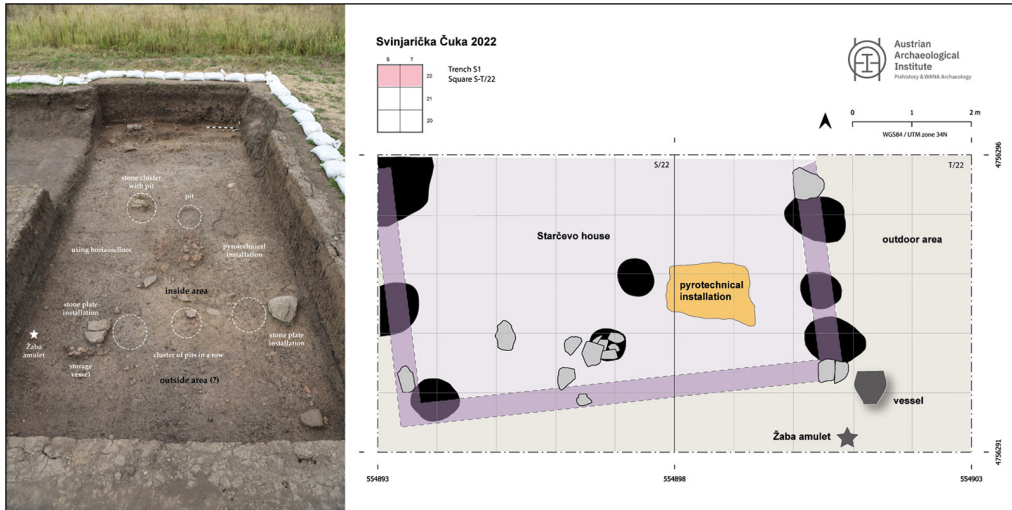 stone cluster
with pit
pit
using horizon/floor
pyrotechnical
installation
inside area
stone plate
installation
Žaba
amulet
storage
vessel
cluster of pits in a row
stone plate
installation
outside area (?)
Svinjarička Čuka 2022
S
T
22
21
20
Trench S1
Square S-T/22
Austrian
Archaeological
Institute
Prehistory & WANA Archaeology
0
1
2 m
WGS84 / UTM zone 34N
S/22
T/22
4756296
Starčevo house
outdoor area
pyrotechnical
installation
vessel
Žaba amulet
4756291
554893
554898
554903